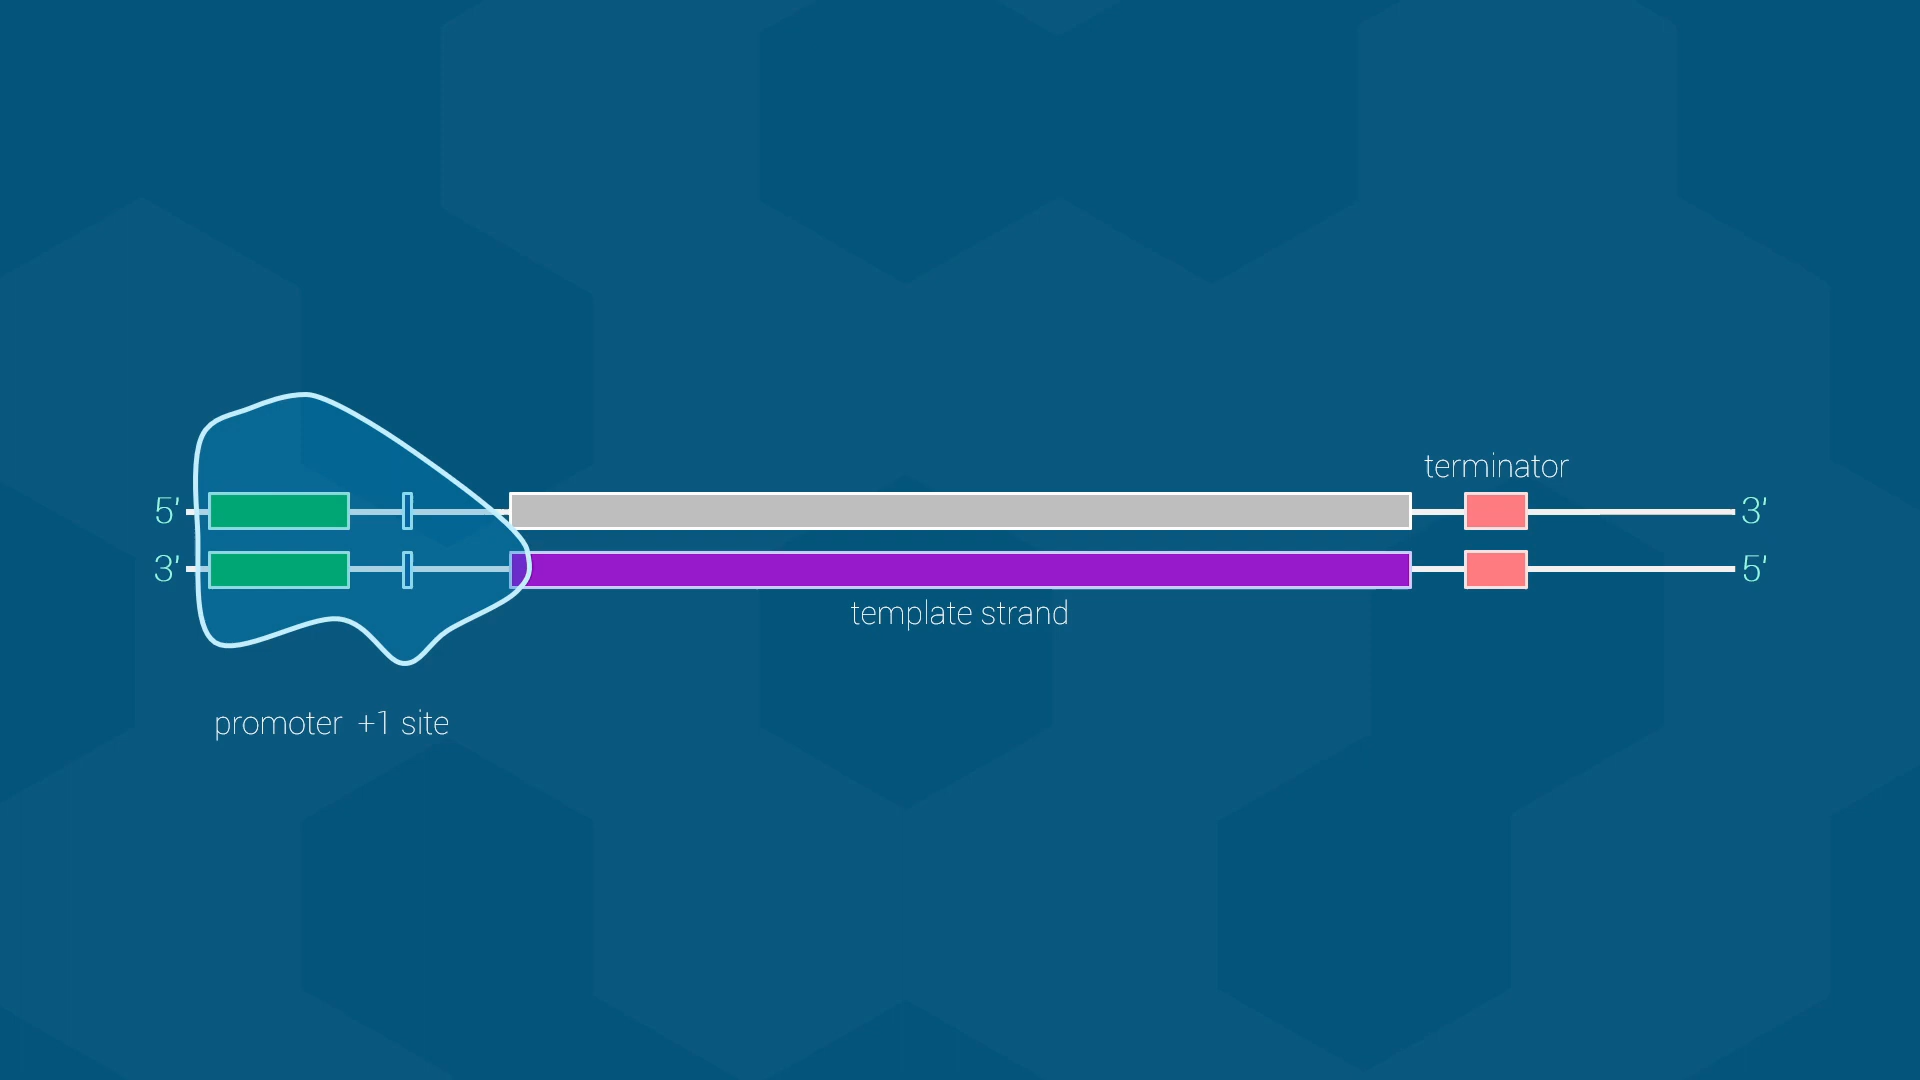 terminator
5' 3'
3' 5'
template strand
promoter +1 site